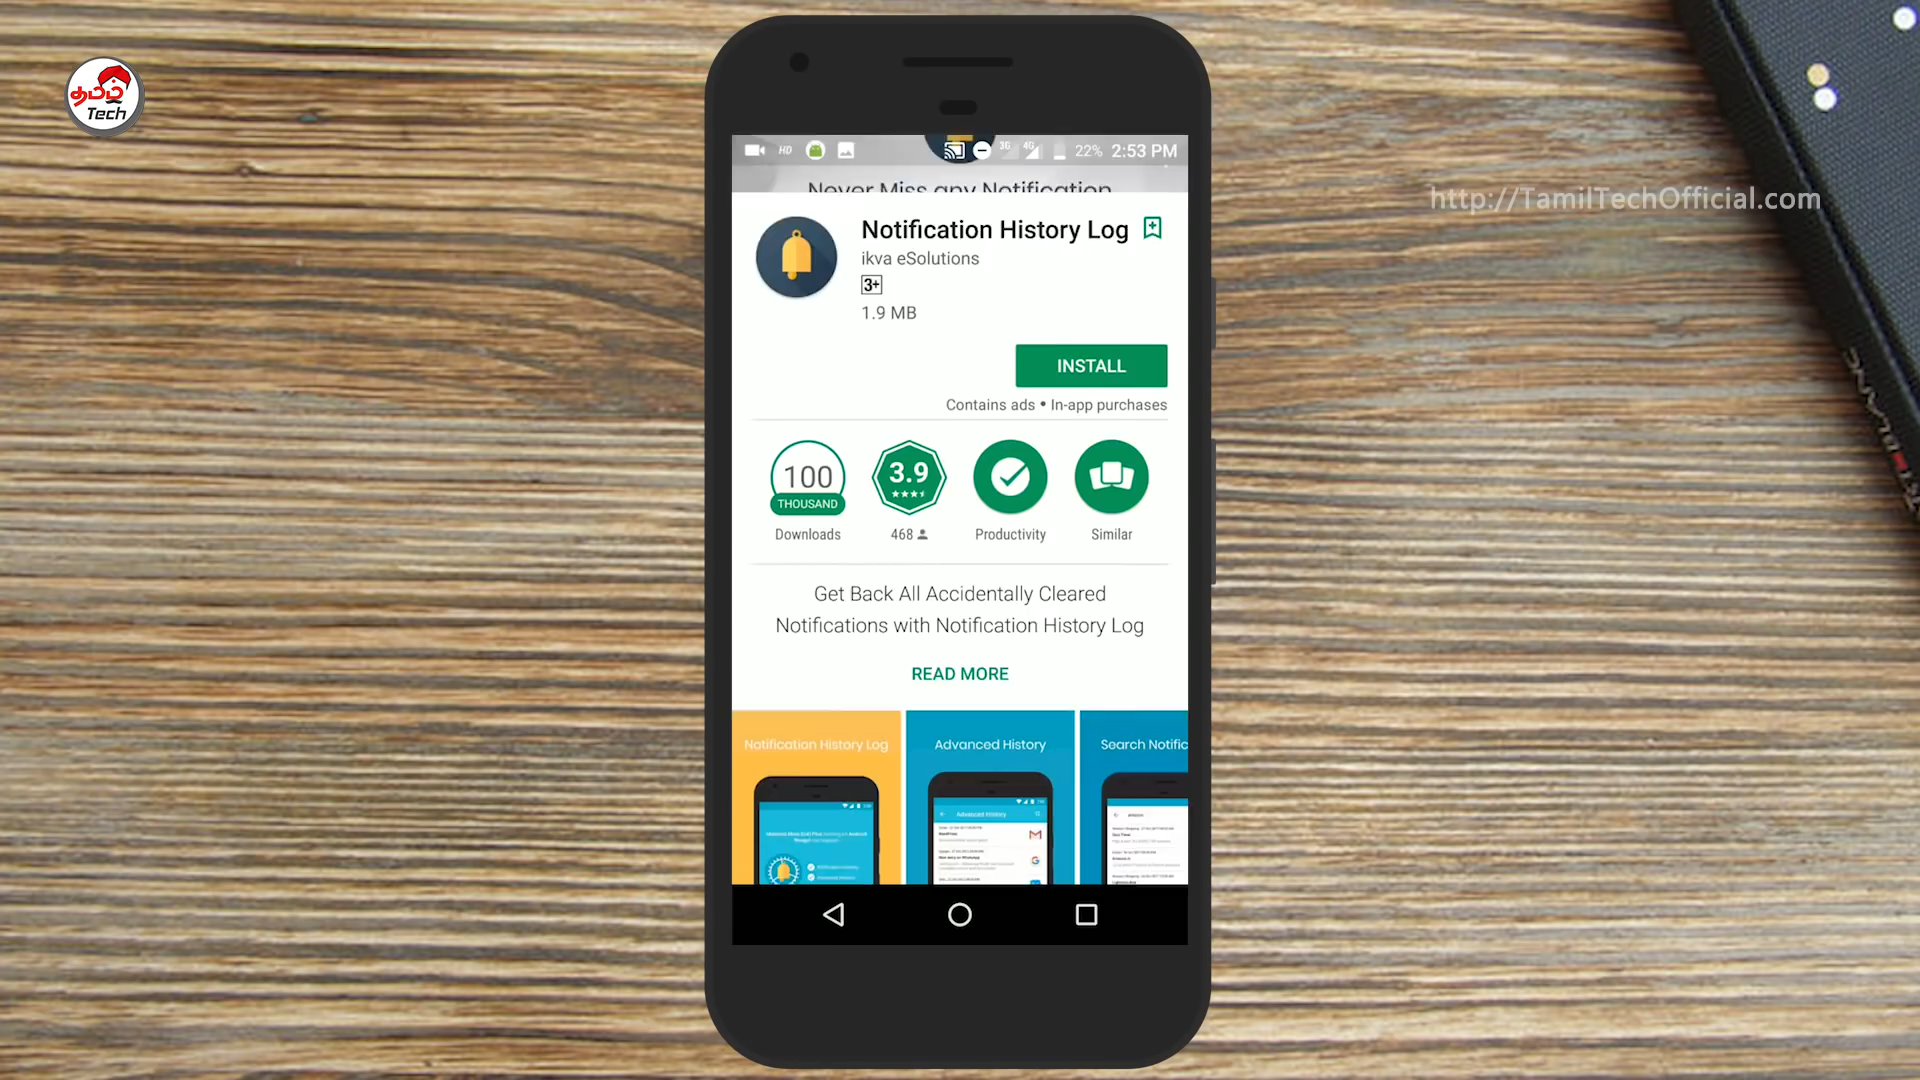 தமிழ்
Tech
http://TamilTechOfficial.com
HD
3G
4G
22%
2:53 PM
Never Miss any Notification
Notification History Log
ikva eSolutions
3+
1.9 MB
INSTALL
Contains ads • In-app purchases
100
THOUSAND
Downloads
3.9
468
Productivity
Similar
Get Back All Accidentally Cleared
Notifications with Notification History Log
READ MORE
Notification History Log
Advanced History
Search Notific
Advanced History